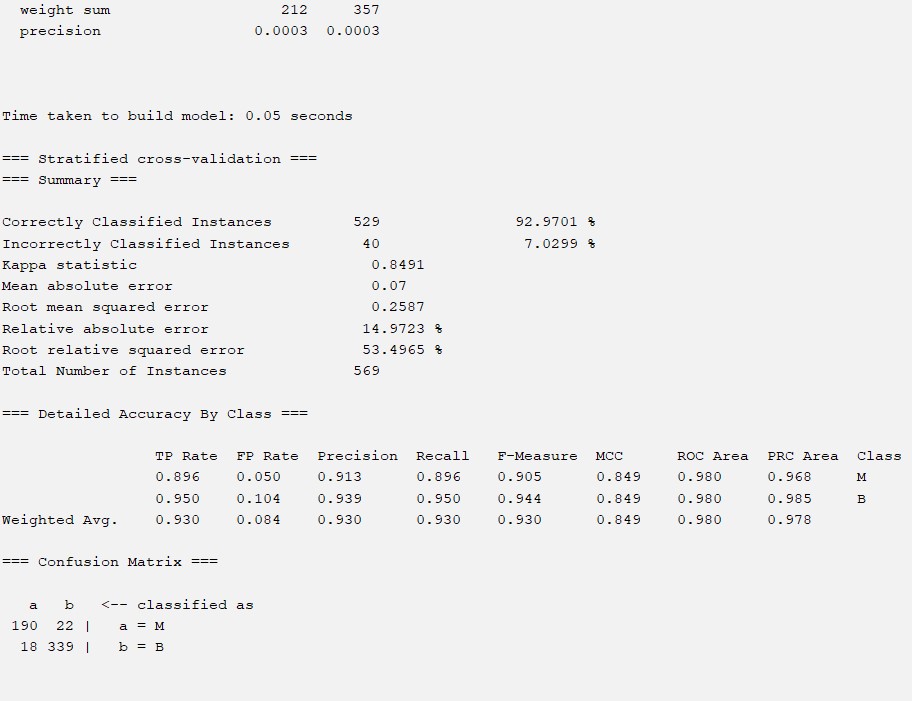 weight sum 212 357
precision 0.0003 0.0003
Time taken to build model: 0.05 seconds
=== Stratified cross-validation ===
=== Summary ===
Correctly Classified Instances 529 92.9701 %
Incorrectly Classified Instances 40 7.0299 %
Kappa statistic 0.8491
Mean absolute error 0.07
Root mean squared error 0.2587
Relative absolute error 14.9723 %
Root relative squared error 53.4965 %
Total Number of Instances 569
=== Detailed Accuracy By Class ===
TP Rate FP Rate Precision Recall F-Measure MCC ROC Area PRC Area Class
0.896 0.050 0.913 0.896 0.905 0.849 0.980 0.968 M
0.950 0.104 0.939 0.950 0.944 0.849 0.980 0.985 B
Weighted Avg. 0.930 0.084 0.930 0.930 0.930 0.849 0.980 0.978
=== Confusion Matrix ===
a b <-- classified as
190 22 | a = M
18 339 | b = B